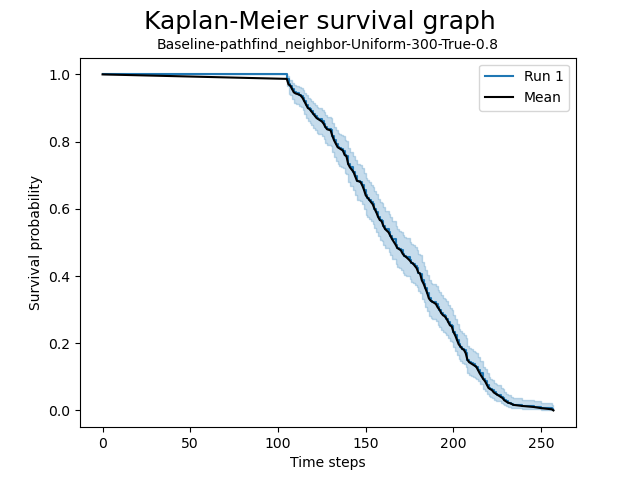 Kaplan-Meier survival graph
Baseline-pathfind_neighbor-Uniform-300-True-0.8
Run 1
Mean
Survival probability
1.0
0.8
0.6
0.4
0.2
0.0
0
50
100
150
200
250
Time steps